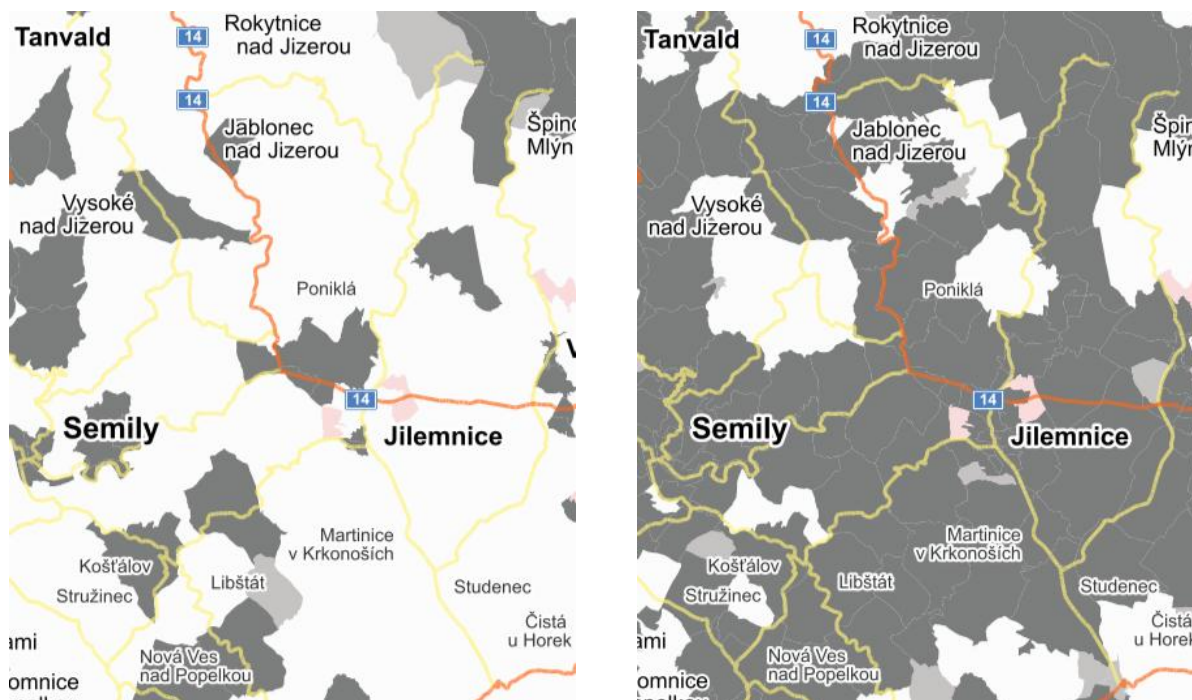 Tanvald
14
Rokytnice
nad Jizerou
14
Jablonec
nad Jizerou
Vysoké
nad Jizerou
Poniklá
14
Semily
Jilemnice
Martinice
v Krkonoších
Košťálov
Libštát
Stružinec
Studenec
Čistá
u Horek
Nová Ves
nad Popelkou
Tanvald
14
Rokytnice
nad Jizerou
14
Jablonec
nad Jizerou
Mlýn
Vysoké
nad Jizerou
Poniklá
14
Semily
Jilemnice
Martinice
v Krkonoších
Košťálov
Libštát
Stružinec
Studenec
Čistá
u Horek
Nová Ves
nad Popelkou